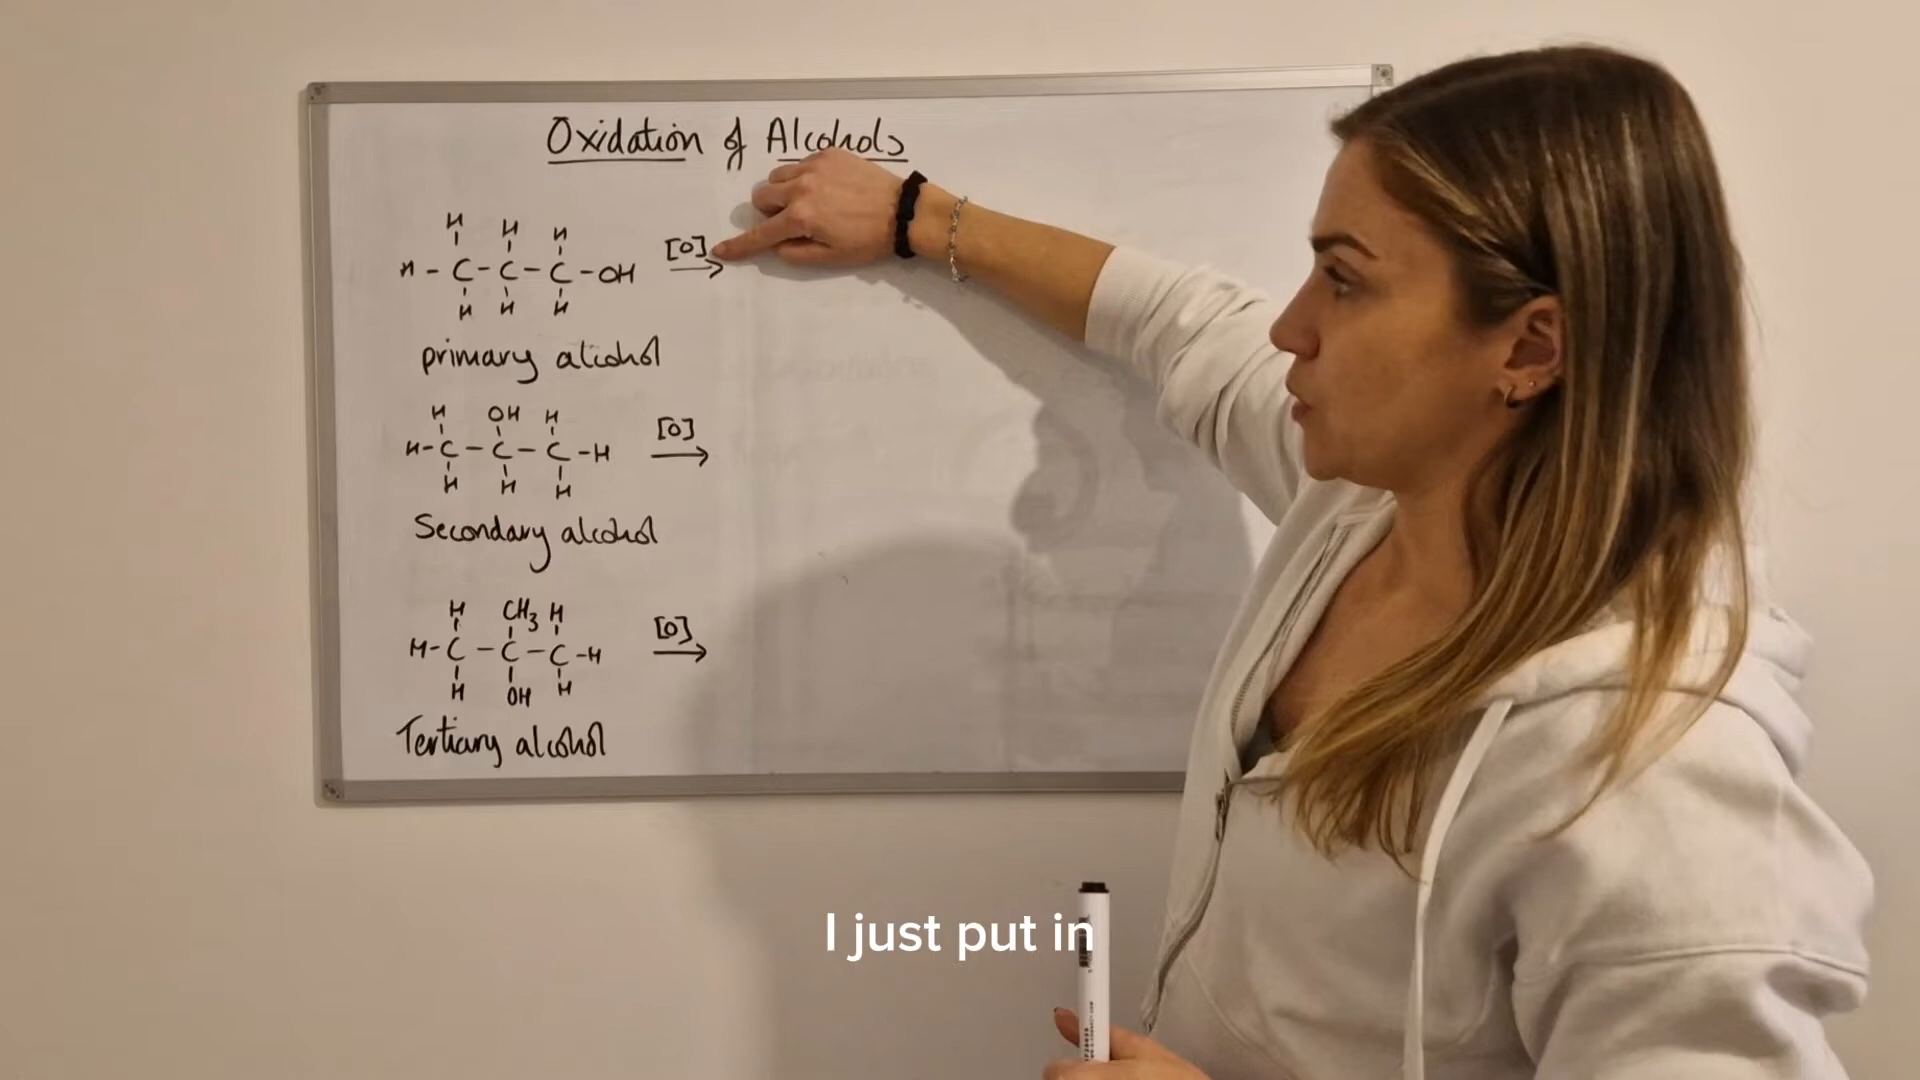 Oxidation of Alcohols
H H H
H - C - C - C - OH [O] →
H H H
primary alcohol
H OH H
H - C - C - C - H [O] →
H H H
Secondary alcohol
H CH3 H
H - C - C - C - H [O] →
H OH H
Tertiary alcohol
I just put in